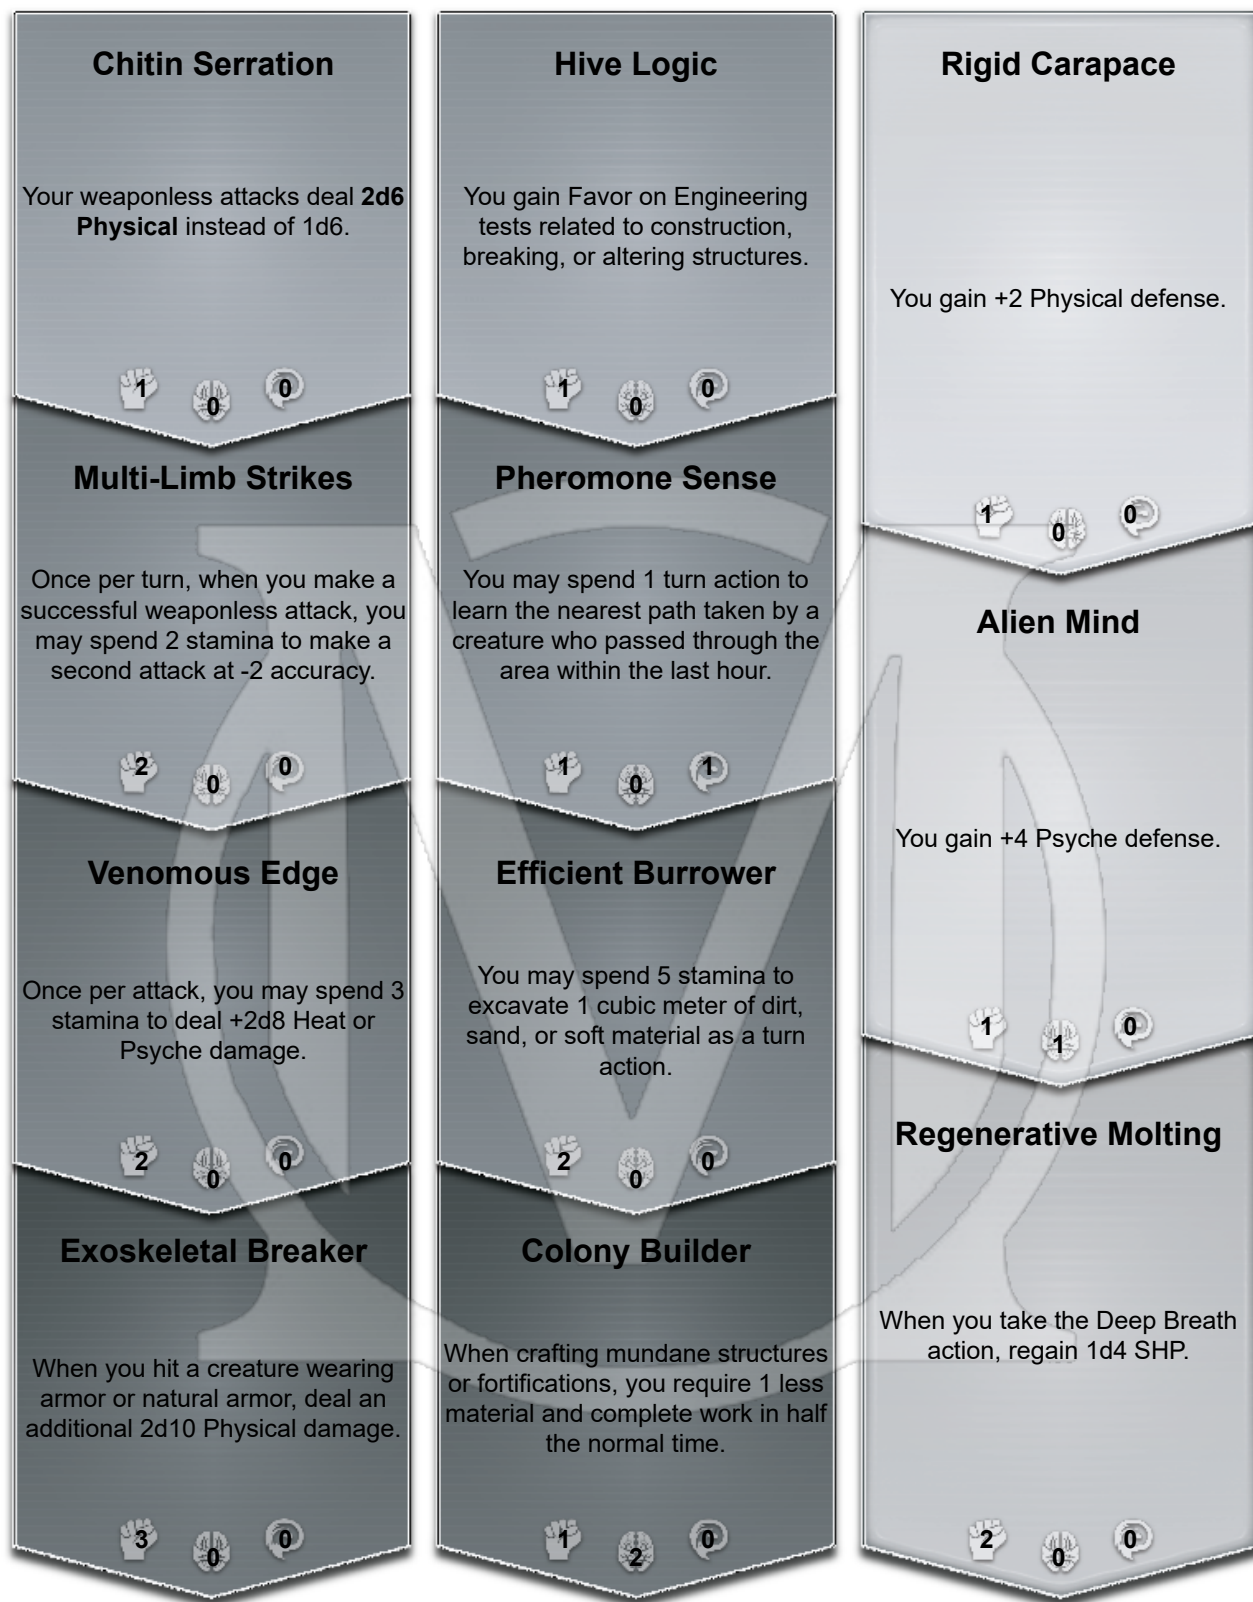 Chitin Serration
Your weaponless attacks deal 2d6
Physical instead of 1d6.
1
0
0
Multi-Limb Strikes
Once per turn, when you make a
successful weaponless attack, you
may spend 2 stamina to make a
second attack at -2 accuracy.
2
0
0
Venomous Edge
Once per attack, you may spend 3
stamina to deal +2d8 Heat or
Psyche damage.
2
0
0
Exoskeletal Breaker
When you hit a creature wearing
armor or natural armor, deal an
additional 2d10 Physical damage.
3
0
0
Hive Logic
You gain Favor on Engineering
tests related to construction,
breaking, or altering structures.
1
0
0
Pheromone Sense
You may spend 1 turn action to
learn the nearest path taken by a
creature who passed through the
area within the last hour.
1
0
1
Efficient Burrower
You may spend 5 stamina to
excavate 1 cubic meter of dirt,
sand, or soft material as a turn
action.
2
0
0
Colony Builder
When crafting mundane structures
or fortifications, you require 1 less
material and complete work in half
the normal time.
1
2
0
Rigid Carapace
You gain +2 Physical defense.
1
0
0
Alien Mind
You gain +4 Psyche defense.
1
1
0
Regenerative Molting
When you take the Deep Breath
action, regain 1d4 SHP.
2
0
0